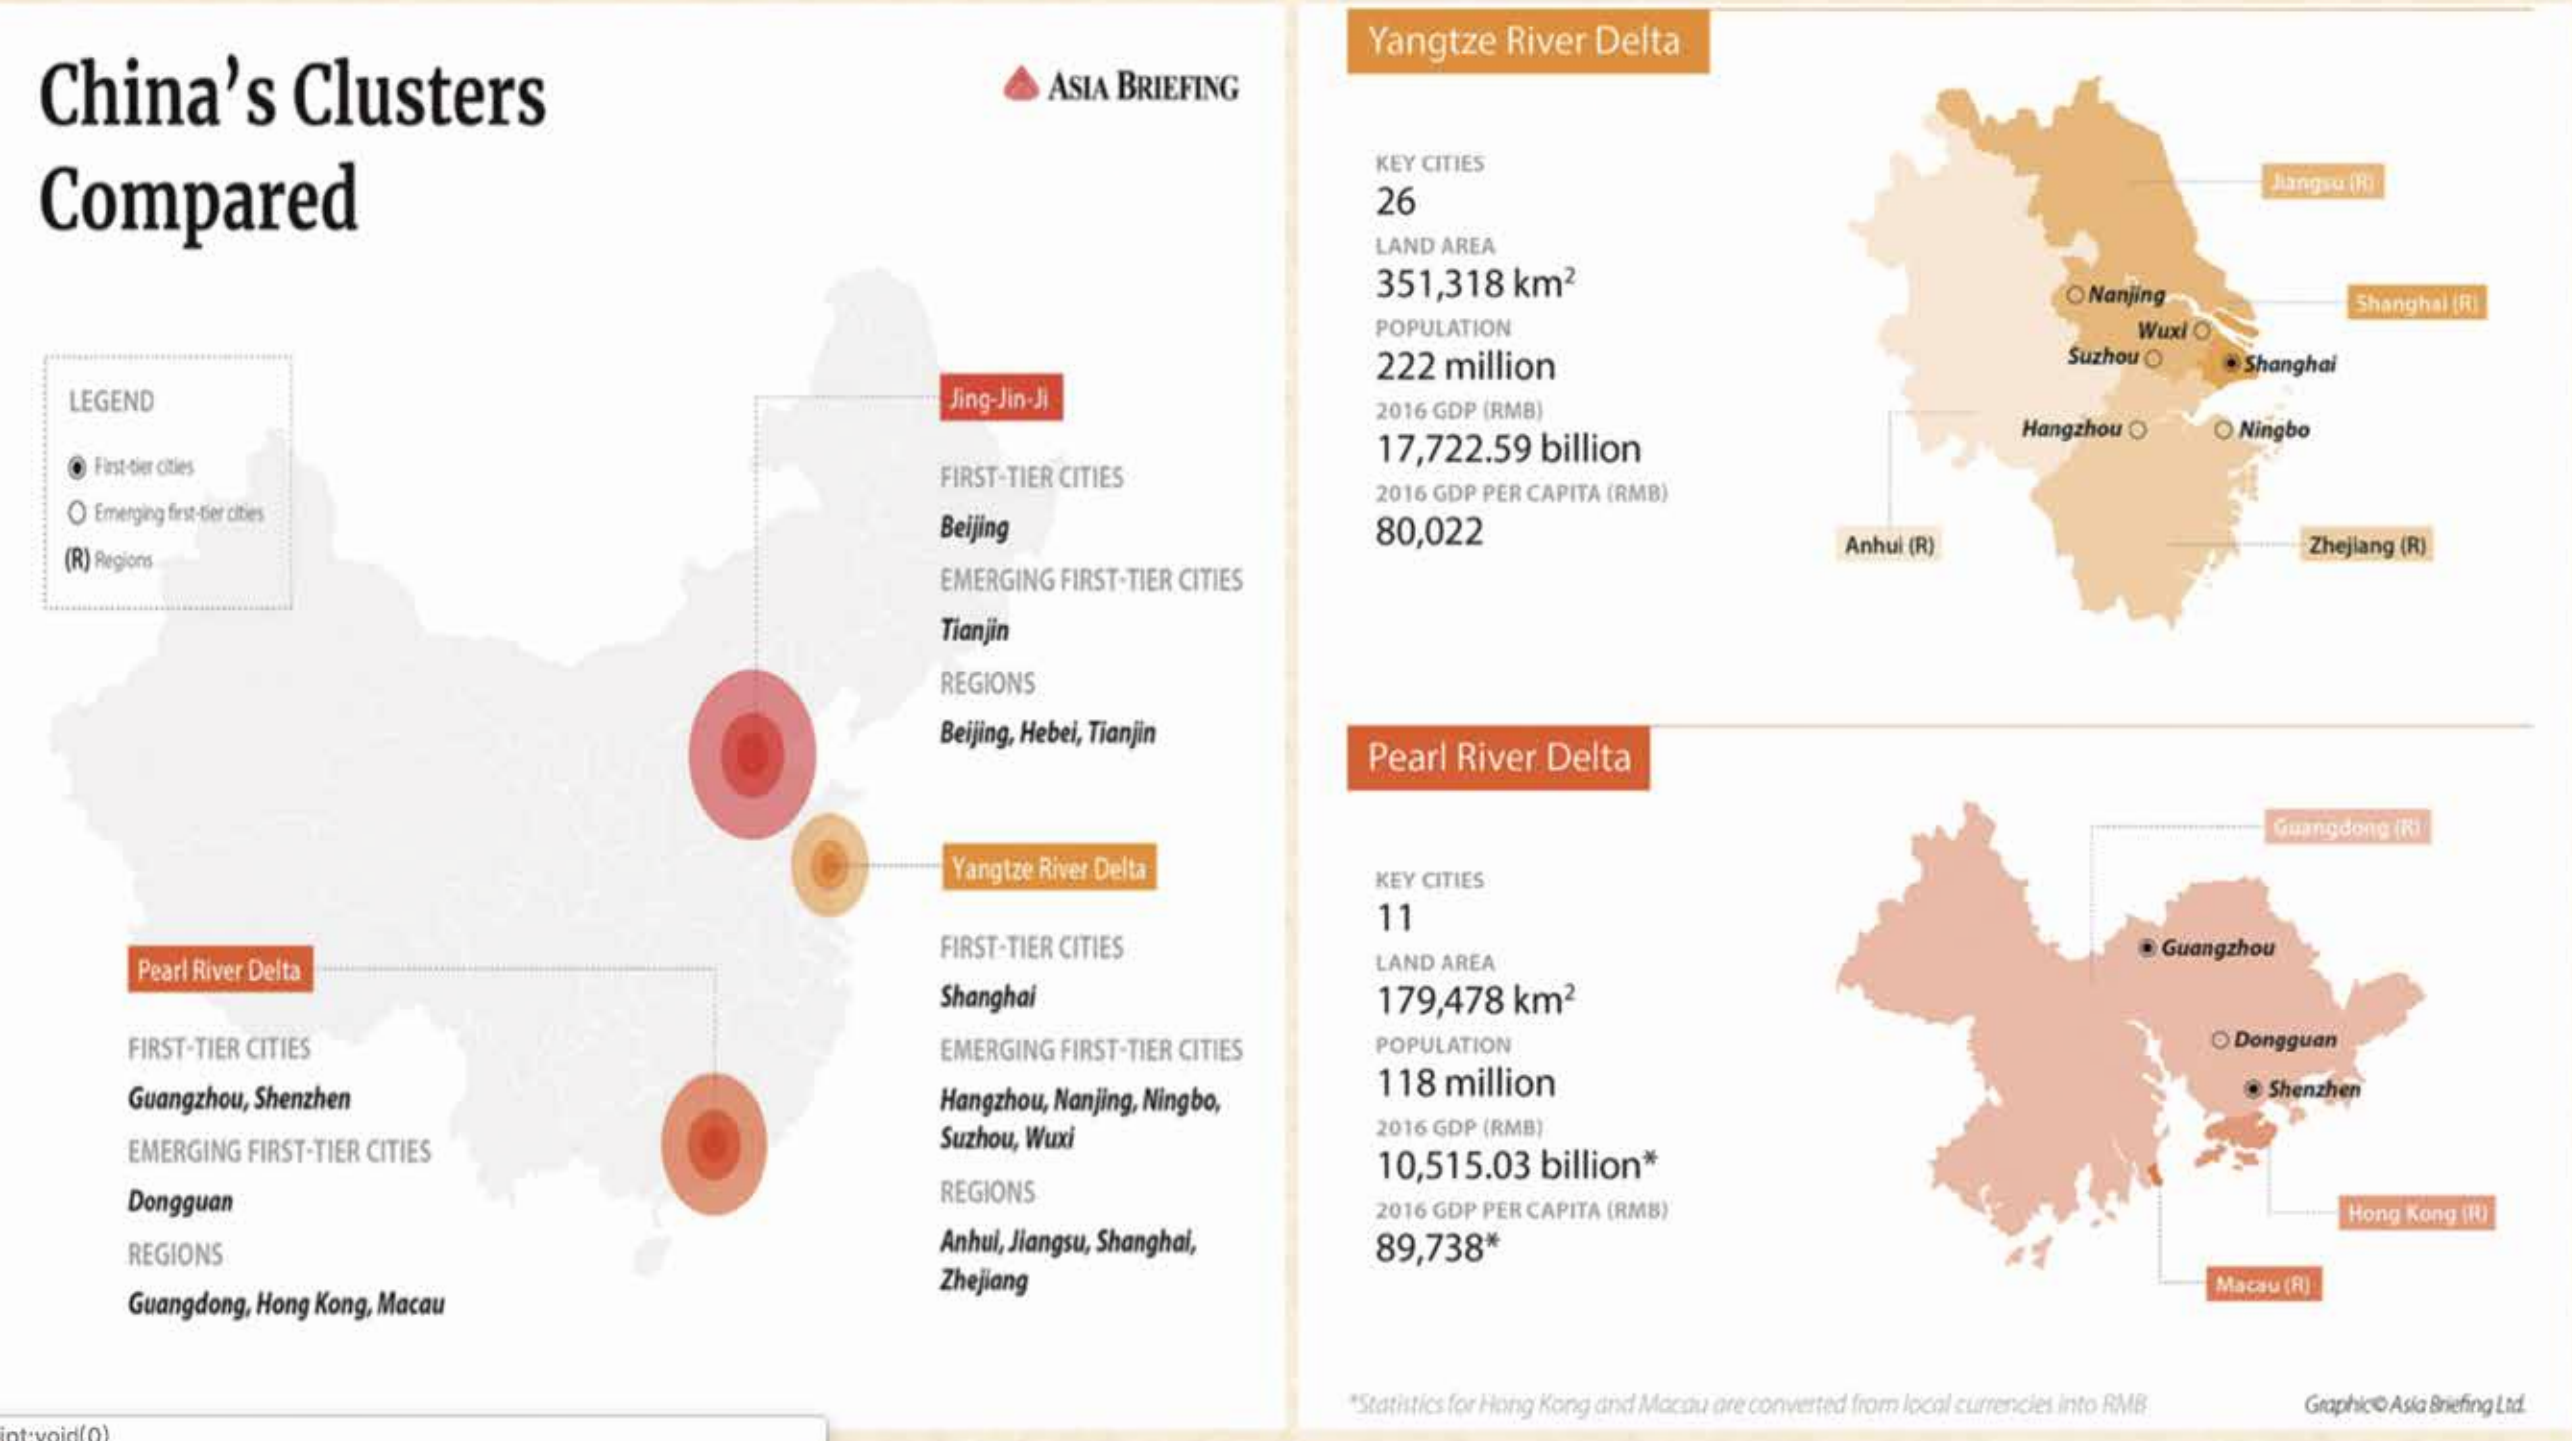 China's Clusters
Compared
ASIA BRIEFING
LEGEND
First-tier cities
Emerging first-tier cities
(R) Regions
Jing-Jin-Ji
FIRST-TIER CITIES
Beijing
EMERGING FIRST-TIER CITIES
Tianjin
REGIONS
Beijing, Hebei, Tianjin
Yangtze River Delta
FIRST-TIER CITIES
Shanghai
EMERGING FIRST-TIER CITIES
Hangzhou, Nanjing, Ningbo,
Suzhou, Wuxi
REGIONS
Anhui, Jiangsu, Shanghai,
Zhejiang
Pearl River Delta
FIRST-TIER CITIES
Guangzhou, Shenzhen
EMERGING FIRST-TIER CITIES
Dongguan
REGIONS
Guangdong, Hong Kong, Macau
int:void(0)
Yangtze River Delta
KEY CITIES
26
LAND AREA
351,318 km²
POPULATION
222 million
2016 GDP (RMB)
17,722.59 billion
2016 GDP PER CAPITA (RMB)
80,022
Jiangsu (R)
Nanjing
Shanghai (R)
Wuxi
Suzhou
Shanghai
Hangzhou
Ningbo
Anhui (R)
Zhejiang (R)
Pearl River Delta
KEY CITIES
11
LAND AREA
179,478 km²
POPULATION
118 million
2016 GDP (RMB)
10,515.03 billion*
2016 GDP PER CAPITA (RMB)
89,738*
Guangdong (R)
Guangzhou
Dongguan
Shenzhen
Hong Kong (R)
Macau (R)
*Statistics for Hong Kong and Macau are converted from local currencies into RMB
Graphic© Asia Briefing Ltd.